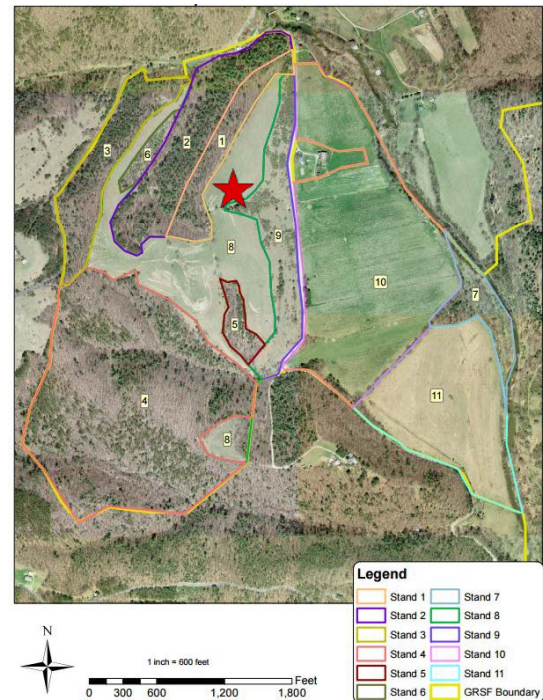 1
3
2
6
9
8
10
7
5
4
11
8
Legend
Stand 1
Stand 2
Stand 3
Stand 4
Stand 5
Stand 6
Stand 7
Stand 8
Stand 9
Stand 10
Stand 11
GRSF Boundary
N
1 inch = 600 feet
Feet
0 300 600 1,200 1,800